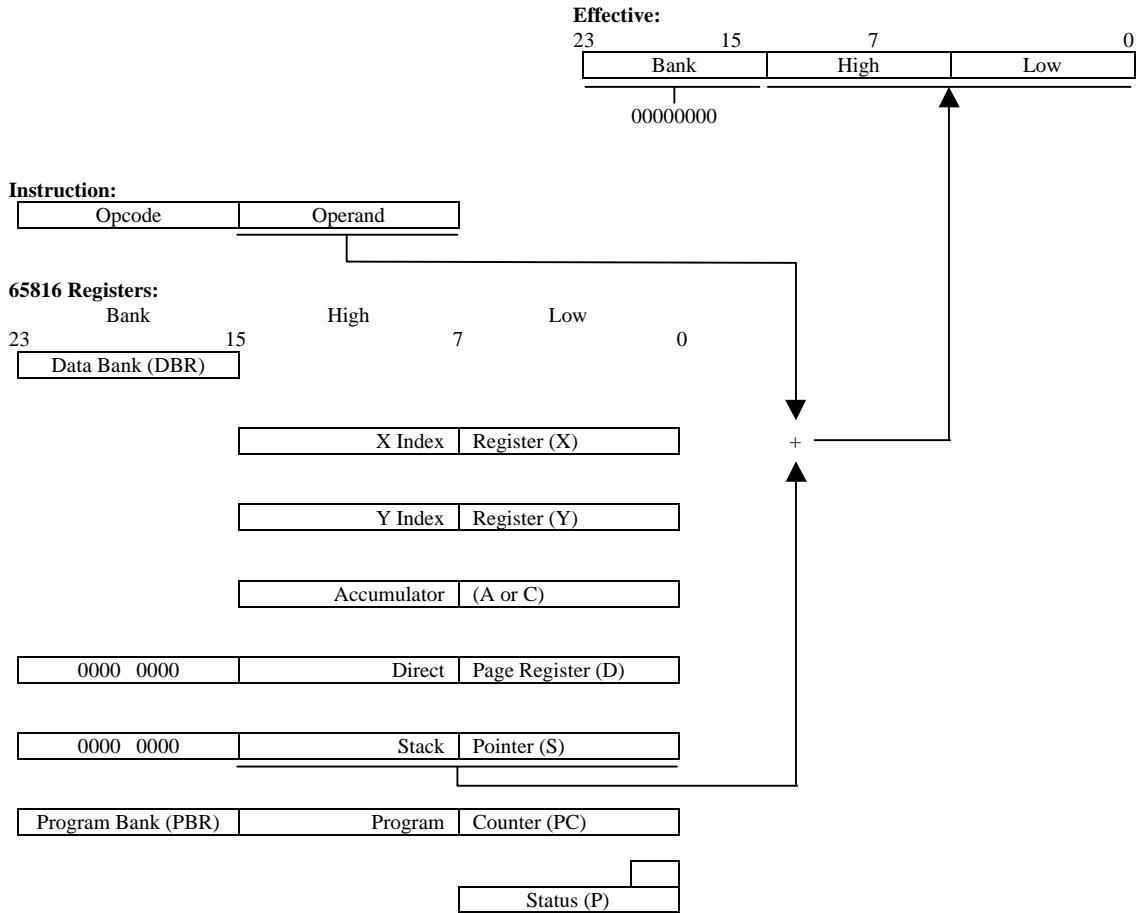 Effective:
23 15 7 0
Bank High Low
00000000
Instruction:
Opcode Operand
65816 Registers:
Bank High Low
23 15 7 0
Data Bank (DBR)
X Index Register (X) +
Y Index Register (Y)
Accumulator (A or C)
0000 0000 Direct Page Register (D)
0000 0000 Stack Pointer (S)
Program Bank (PBR) Program Counter (PC)
Status (P)